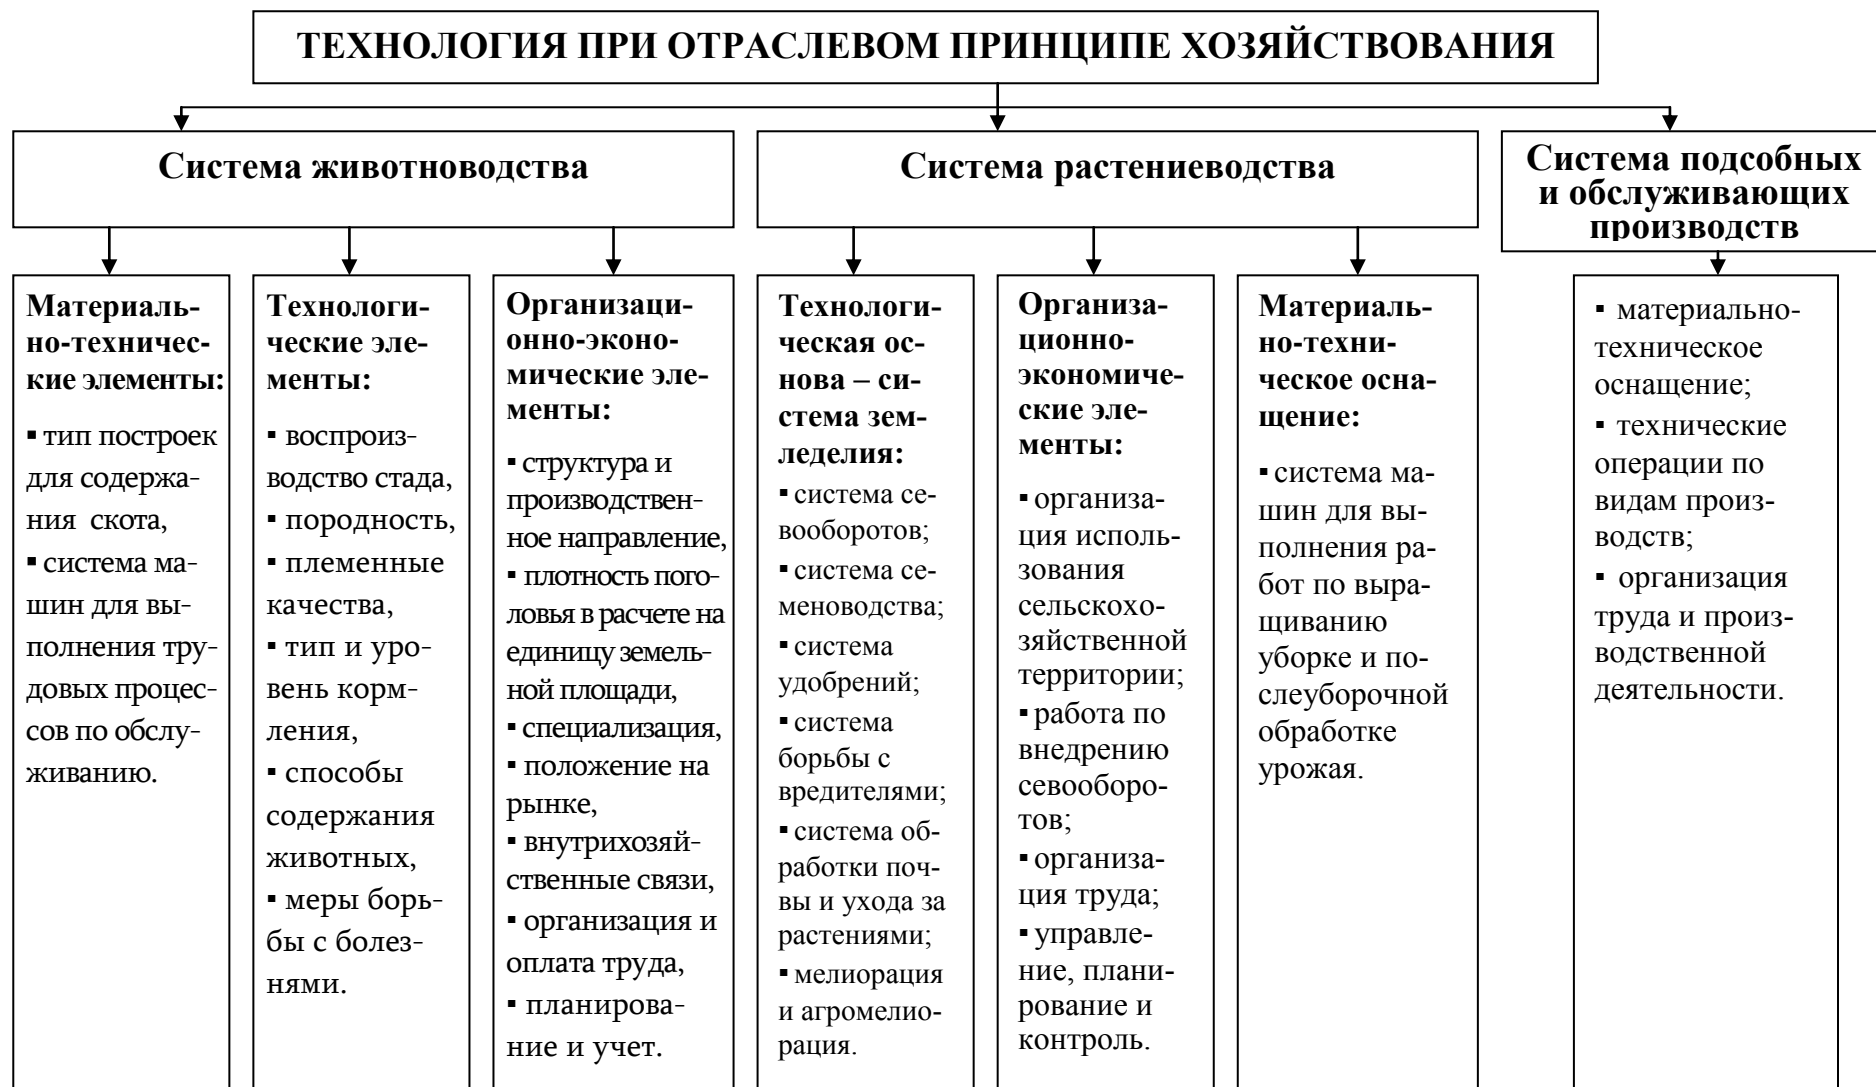 ТЕХНОЛОГИЯ ПРИ ОТРАСЛЕВОМ ПРИНЦИПЕ ХОЗЯЙСТВОВАНИЯ
Система животноводства
Система растениеводства
Система подсобных
и обслуживающих
производств
Материаль-
но-техничес-
кие элементы:
▪ тип построек
для содержа-
ния скота,
▪ система ма-
шин для вы-
полнения тру-
довых процес-
сов по обслу-
живанию.
Технологи-
ческие эле-
менты:
▪ воспроиз-
водство стада,
▪ породность,
▪ племенные
качества,
▪ тип и уро-
вень корм-
ления,
▪ способы
содержания
животных,
▪ меры борь-
бы с болез-
нями.
Организаци-
онно-эконо-
мические эле-
менты:
▪ структура и
производствен-
ное направление,
▪ плотность пого-
ловья в расчете на
единицу земель-
ной площади,
▪ специализация,
▪ положение на
рынке,
▪ внутрихозяй-
ственные связи,
▪ организация и
оплата труда,
▪ планирова-
ние и учет.
Технологи-
ческая ос-
нова – си-
стема зем-
леделия:
▪ система се-
вооборотов;
▪ система се-
меноводства;
▪ система
удобрений;
▪ система
борьбы с
вредителями;
▪ система об-
работки поч-
вы и ухода за
растениями;
▪ мелиорация
и агромелио-
рация.
Организа-
ционно-
экономиче-
ские эле-
менты:
▪ организа-
ция исполь-
зования
сельскохо-
зяйственной
территории;
▪ работа по
внедрению
севооборо-
тов;
▪ организа-
ция труда;
▪ управле-
ние, плани-
рование и
контроль.
Материаль-
но-техни-
ческое осна-
щение:
▪ система ма-
шин для вы-
полнения ра-
бот по выра-
щиванию
уборке и по-
слеуборочной
обработке
урожая.
▪ материально-
техническое
оснащение;
▪ технические
операции по
видам произ-
водств;
▪ организация
труда и произ-
водственной
деятельности.